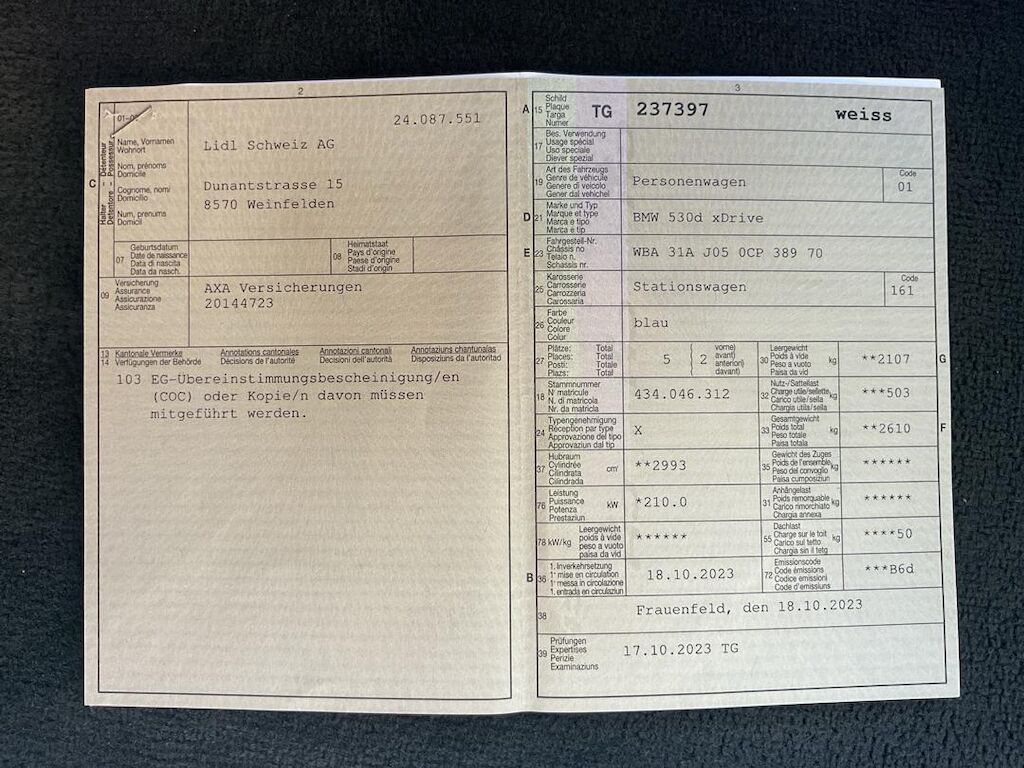 2
01-06
24.087.551
Halter - Détenteur
Detentore - Possessur
C
Name, Vornamen
Wohnort
Nom, prénoms
Domicile
Cognome, nomi
Domicilio
Num, prenums
Domicil
Lidl Schweiz AG
Dunantstrasse 15
8570 Weinfelden
07
Geburtsdatum
Date de naissance
Data di nascita
Data da nasch.
08
Heimatstaat
Pays d'origine
Paese d'origine
Stadi d'origin
09
Versicherung
Assurance
Assicurazione
Assicuranza
AXA Versicherungen
20144723
13 Kantonale Vermerke Annotations cantonales Annotazioni cantonali Annotaziuns chantunalas
14 Verfügungen der Behörde Décisions de l'autorité Decisioni dell'autorità Disposiziuns da l'autoritad
103 EG-Übereinstimmungsbescheinigung/en
(COC) oder Kopie/n davon müssen
mitgeführt werden.
3
A
15
Schild
Plaque
Targa
Numer
TG 237397 weiss
17
Bes. Verwendung
Usage spécial
Uso speciale
Diever spezial
19
Art des Fahrzeugs
Genre de véhicule
Genere di veicolo
Gener dal vehichel
Personenwagen
Code
01
D
21
Marke und Typ
Marque et type
Marca e tipo
Marca e tip
BMW 530d xDrive
E
23
Fahrgestell-Nr.
Châssis no
Telaio n.
Schassis nr.
WBA 31A J05 0CP 389 70
25
Karosserie
Carrosserie
Carrozzeria
Carossaria
Stationswagen
Code
161
26
Farbe
Couleur
Colore
Colur
blau
27
Plätze: Total
Places: Total
Posti: Totale
Plazs: Total
5
2
vorne)
avant)
anteriori)
davant)
30
Leergewicht
Poids à vide
Peso a vuoto
Paisa da vid
kg
**2107
G
18
Stammnummer
N° matricule
N. di matricola
Nr. da matricla
434.046.312
32
Nutz-/Sattellast
Charge utile/sellette
Carico utile/sella
Chargia utila/sella
kg
***503
24
Typengenehmigung
Réception par type
Approvazione del tipo
Approvaziun dal tip
X
33
Gesamtgewicht
Poids total
Peso totale
Paisa totala
kg
**2610
F
37
Hubraum
Cylindrée
Cilindrata
Cilindrada
cm³
**2993
35
Gewicht des Zuges
Poids de l'ensemble
Peso del convoglio
Paisa cumposiziun
kg
******
76
Leistung
Puissance
Potenza
Prestaziun
kW
*210.0
31
Anhängelast
Poids remorquable
Carico rimorchiato
Chargia annexa
kg
******
78 kW/kg
Leergewicht
poids à vide
peso a vuoto
paisa da vid
******
55
Dachlast
Charge sur le toit
Carico sul tetto
Chargia sin il tetg
kg
****50
B
36
1. Inverkehrsetzung
1re mise en circulation
1a messa in circolazione
1. entrada en circulaziun
18.10.2023
72
Emissionscode
Code émissions
Codice emissioni
Code d'emissiuns
***B6d
38
Frauenfeld, den 18.10.2023
39
Prüfungen
Expertises
Perizie
Examinaziuns
17.10.2023 TG